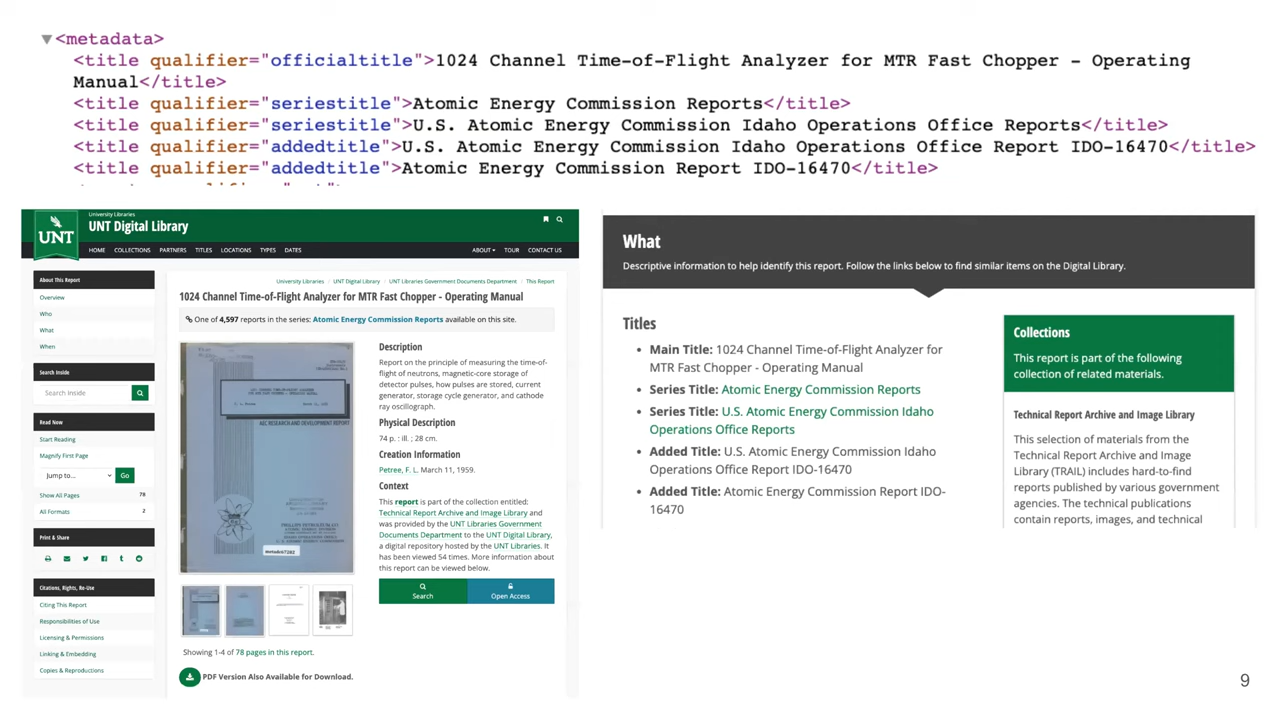 ▼<metadata>
<title qualifier="officialtitle">1024 Channel Time-of-Flight Analyzer for MTR Fast Chopper - Operating
Manual</title>
<title qualifier="seriestitle">Atomic Energy Commission Reports</title>
<title qualifier="seriestitle">U.S. Atomic Energy Commission Idaho Operations Office Reports</title>
<title qualifier="addedtitle">U.S. Atomic Energy Commission Idaho Operations Office Report IDO-16470</title>
<title qualifier="addedtitle">Atomic Energy Commission Report IDO-16470</title>
University Libraries
UNT
UNT Digital Library
HOME COLLECTIONS PARTNERS TITLES LOCATIONS TYPES DATES ABOUT TOUR CONTACT US
About This Report
Overview
Who
What
When
Search Inside
Search Inside
Read Now
Start Reading
Magnify First Page
Jump to... Go
Show All Pages 78
All Formats 2
Print & Share
Citations, Rights, Re-Use
Citing This Report
Responsibilities of Use
Licensing & Permissions
Linking & Embedding
Copies & Reproductions
University Libraries / UNT Digital Library / UNT Libraries Government Documents Department / This Report
1024 Channel Time-of-Flight Analyzer for MTR Fast Chopper - Operating Manual
One of 4,597 reports in the series: Atomic Energy Commission Reports available on this site.
AEC RESEARCH AND DEVELOPMENT REPORT
Description
Report on the principle of measuring the time-of-
flight of neutrons, magnetic-core storage of
detector pulses, how pulses are stored, current
generator, storage cycle generator, and cathode
ray oscillograph.
Physical Description
74 p. : ill. ; 28 cm.
Creation Information
Petree, F. L. March 11, 1959.
Context
This report is part of the collection entitled:
Technical Report Archive and Image Library and
was provided by the UNT Libraries Government
Documents Department to the UNT Digital Library,
a digital repository hosted by the UNT Libraries. It
has been viewed 54 times. More information about
this report can be viewed below.
Search
Open Access
Showing 1-4 of 78 pages in this report.
PDF Version Also Available for Download.
What
Descriptive information to help identify this report. Follow the links below to find similar items on the Digital Library.
Titles
• Main Title: 1024 Channel Time-of-Flight Analyzer for
MTR Fast Chopper - Operating Manual
• Series Title: Atomic Energy Commission Reports
• Series Title: U.S. Atomic Energy Commission Idaho
Operations Office Reports
• Added Title: U.S. Atomic Energy Commission Idaho
Operations Office Report IDO-16470
• Added Title: Atomic Energy Commission Report IDO-
16470
Collections
This report is part of the following
collection of related materials.
Technical Report Archive and Image Library
This selection of materials from the
Technical Report Archive and Image
Library (TRAIL) includes hard-to-find
reports published by various government
agencies. The technical publications
contain reports, images, and technical
9